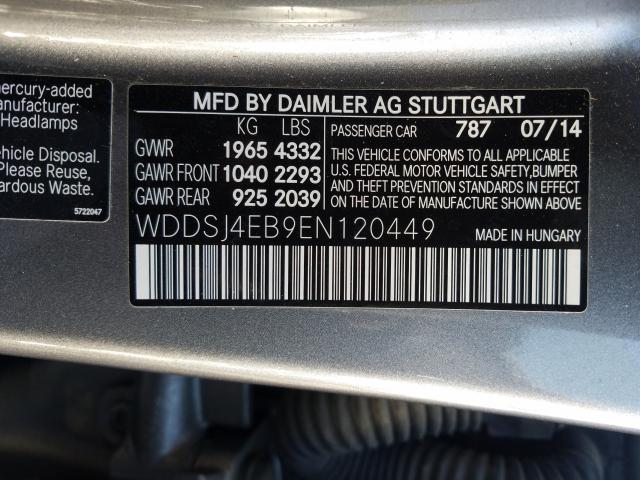 mercury-added
anufacturer:
Headlamps
ehicle Disposal.
Please Reuse,
ardous Waste.
5722047
MFD BY DAIMLER AG STUTTGART
KG LBS
GVWR 1965 4332
GAWR FRONT 1040 2293
GAWR REAR 925 2039
PASSENGER CAR 787 07/14
THIS VEHICLE CONFORMS TO ALL APPLICABLE
U.S. FEDERAL MOTOR VEHICLE SAFETY,BUMPER
AND THEFT PREVENTION STANDARDS IN EFFECT
ON THE DATE OF MANUFACTURE SHOWN ABOVE.
WDDSJ4EB9EN120449 MADE IN HUNGARY